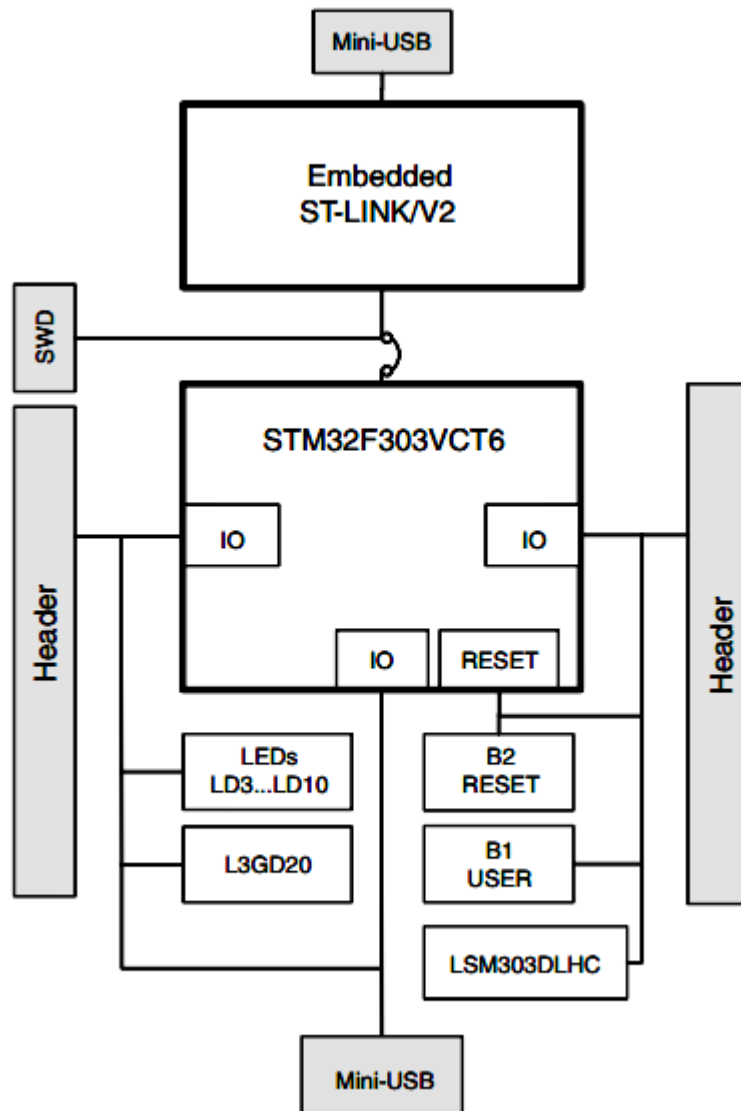 Mini-USB
Embedded
ST-LINK/V2
SWD
STM32F303VCT6
IO
IO
Header
Header
IO
RESET
LEDs
LD3...LD10
B2
RESET
L3GD20
B1
USER
LSM303DLHC
Mini-USB